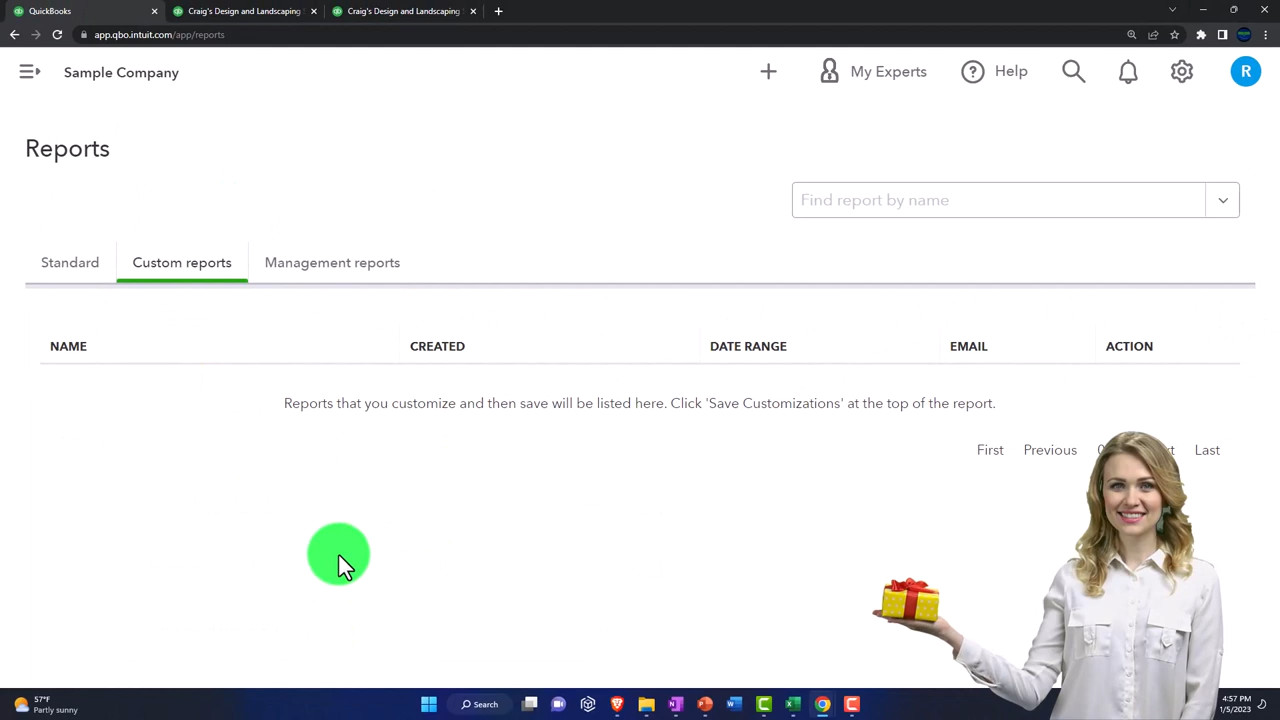 QuickBooks
Craig's Design and Landscaping
Craig's Design and Landscaping
app.qbo.intuit.com/app/reports
Sample Company
My Experts
Help
R
Reports
Find report by name
Standard
Custom reports
Management reports
NAME
CREATED
DATE RANGE
EMAIL
ACTION
Reports that you customize and then save will be listed here. Click 'Save Customizations' at the top of the report.
First
Previous
Last
57°F
Partly sunny
Search
4:57 PM
1/5/2023